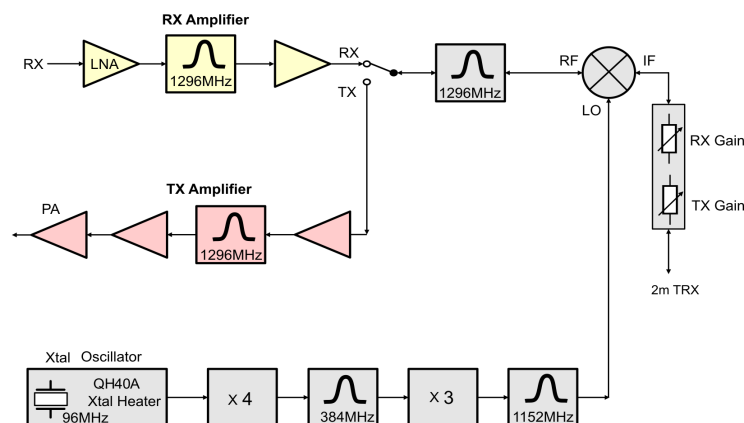 RX Amplifier
RX
LNA
1296MHz
RX
TX
1296MHz
RF
IF
LO
RX Gain
TX Gain
2m TRX
TX Amplifier
PA
1296MHz
Xtal Oscillator
QH40A
Xtal Heater
96MHz
X 4
384MHz
X 3
1152MHz